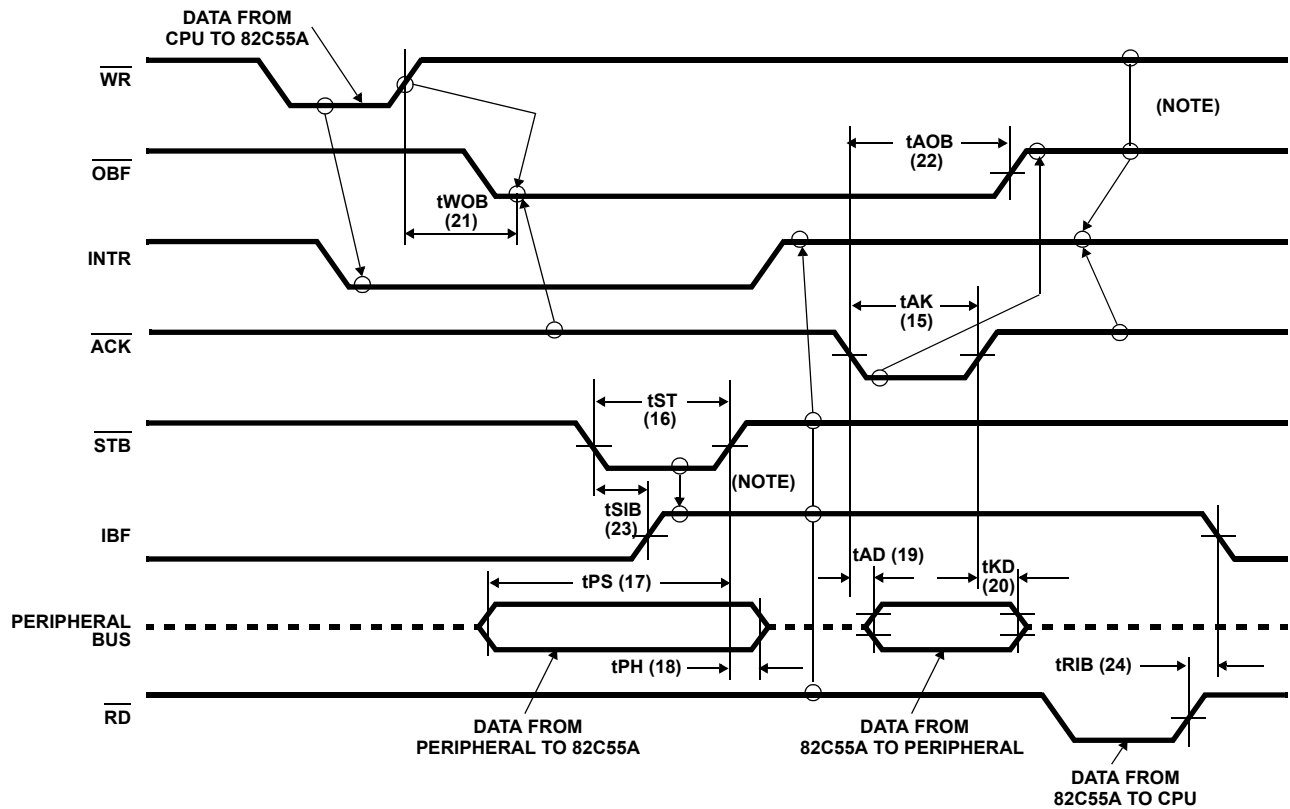 DATA FROM
CPU TO 82C55A
WR
(NOTE)
tAOB
(22)
OBF
tWOB
(21)
INTR
tAK
(15)
ACK
tST
(16)
STB
(NOTE)
tSIB
(23)
IBF
tAD (19)
tKD
(20)
tPS (17)
PERIPHERAL
BUS
tPH (18)
tRIB (24)
RD
DATA FROM
PERIPHERAL TO 82C55A
DATA FROM
82C55A TO PERIPHERAL
DATA FROM
82C55A TO CPU